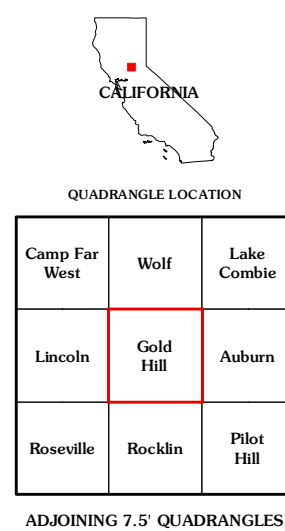 CALIFORNIA
QUADRANGLE LOCATION
Camp Far
West
Wolf
Lake
Combie
Lincoln
Gold
Hill
Auburn
Roseville
Rocklin
Pilot
Hill
ADJOINING 7.5' QUADRANGLES